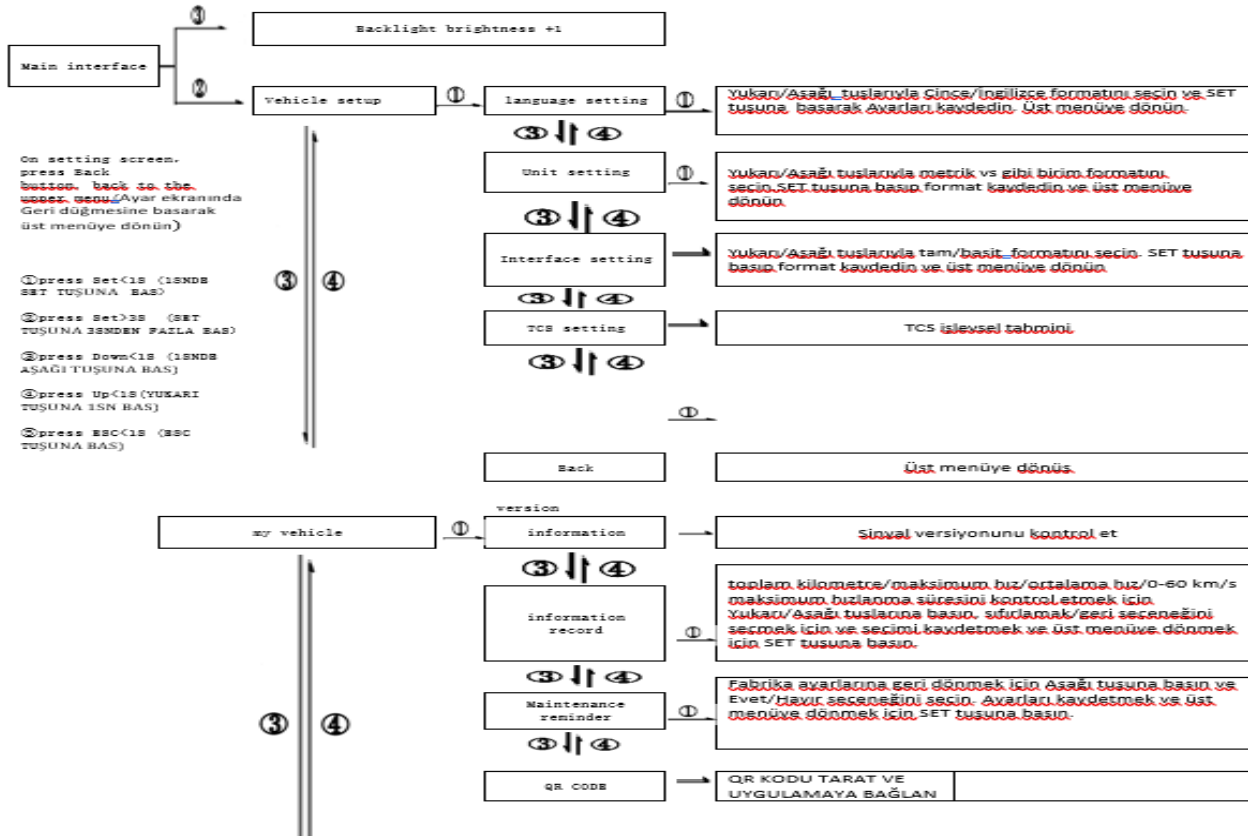 ③
Backlight brightness +1
Main interface
②
Vehicle setup
①
language setting
①
Yukarı/Aşağı tuşlarıyla Çince/İngilizce formatını seçin ve SET
tuşuna basarak Ayarları kaydedin. Üst menüye dönün.
③ ④
On setting screen,
press Back
button, back to the
upper menu/Ayar ekranında
Geri düğmesine basarak
üst menüye dönün)
Unit setting
①
Yukarı/Aşağı tuşlarıyla metrik vs gibi birim formatını
seçin.SET tuşuna basıp format kaydedin ve üst menüye
dönün
③ ④
Interface setting
Yukarı/Aşağı tuşlarıyla tam/basit formatını seçin. SET tuşuna
basıp format kaydedin ve üst menüye dönün
③ ④
①press Set<1S (1SNDE
SET TUŞUNA BAS)
③ ④
TCS setting
TCS işlevsel tahmini
②press Set>3S (SET
TUŞUNA 3SNDEN FAZLA BAS)
③ ④
③press Down<1S (1SNDE
AŞAĞI TUŞUNA BAS)
④press Up<1S(YUKARI
TUŞUNA 1SN BAS)
①
⑤press ESC<1S (ESC
TUŞUNA BAS)
Back
Üst menüye dönüş
version
my vehicle
①
information
Sinyal versiyonunu kontrol et
③ ④
information
record
①
toplam kilometre/maksimum hız/ortalama hız/0-60 km/s
maksimum hızlanma süresini kontrol etmek için
Yukarı/Aşağı tuşlarına basın, sıfırlamak/geri seçeneğini
seçmek için ve seçimi kaydetmek ve üst menüye dönmek
için SET tuşuna basın.
③ ④
Maintenance
reminder
①
Fabrika ayarlarına geri dönmek için Aşağı tuşuna basın ve
Evet/Hayır seçeneğini seçin. Ayarları kaydetmek ve üst
menüye dönmek için SET tuşuna basın.
③ ④
③ ④
QR CODE
QR KODU TARAT VE
UYGULAMAYA BAĞLAN